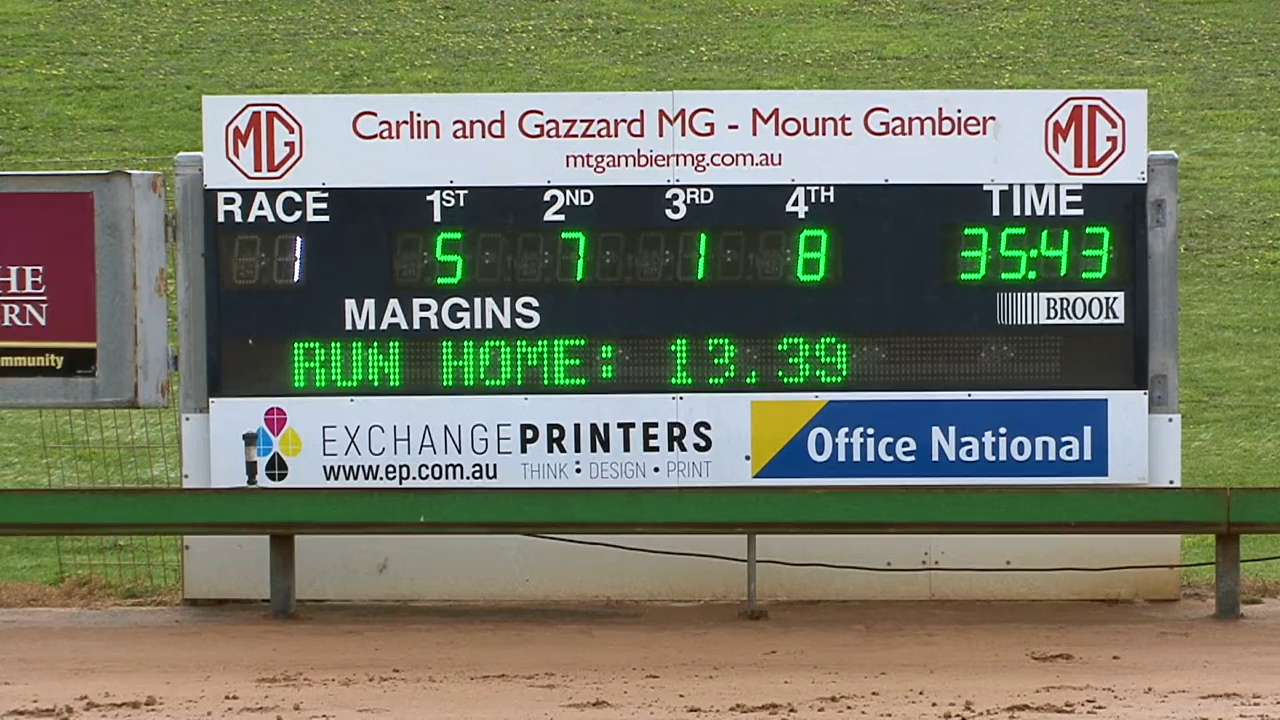 MG Carlin and Gazzard MG - Mount Gambier MG
mtgambiermg.com.au
RACE 1ST 2ND 3RD 4TH TIME
1 5 7 1 8 35:43
MARGINS
BROOK
RUN HOME: 13.39
EXCHANGEPRINTERS
www.ep.com.au THINK • DESIGN • PRINT
Office National
HE
RN
mmunity